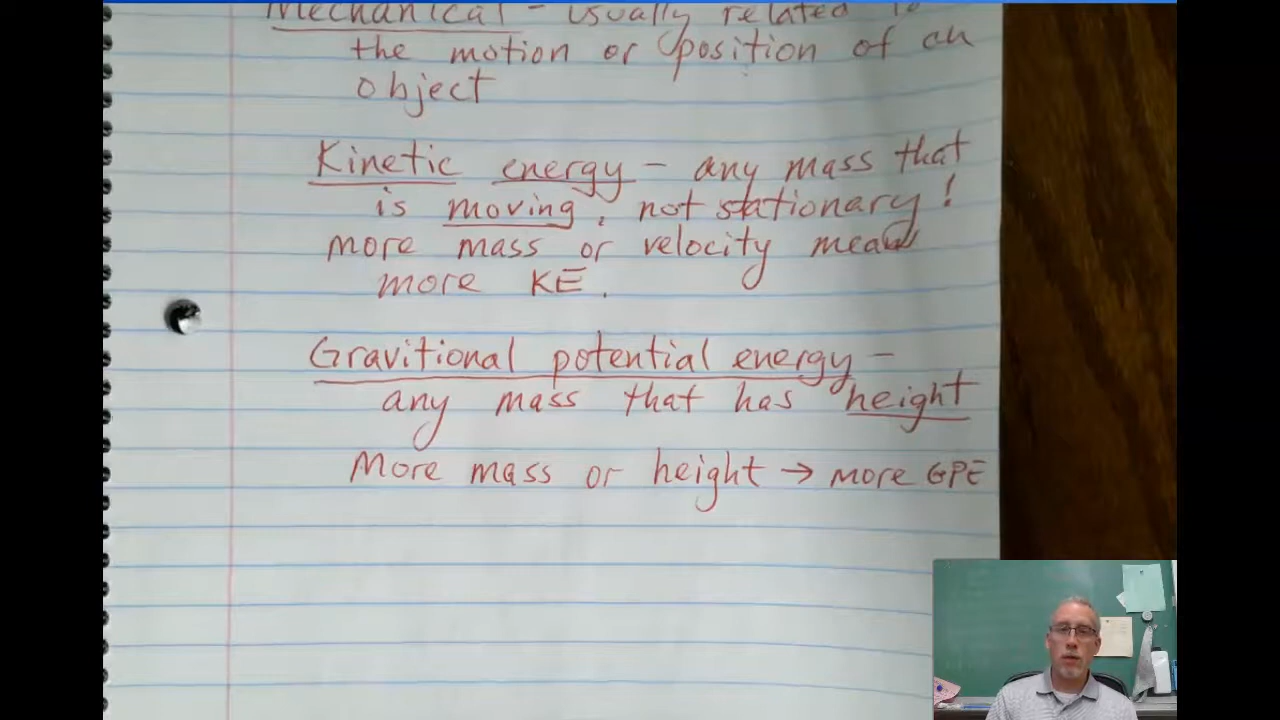 Mechanical - usually related to
the motion or position of an
object
Kinetic energy - any mass that
is moving, not stationary!
more mass or velocity means
more KE.
Gravitional potential energy -
any mass that has height
More mass or height → more GPE